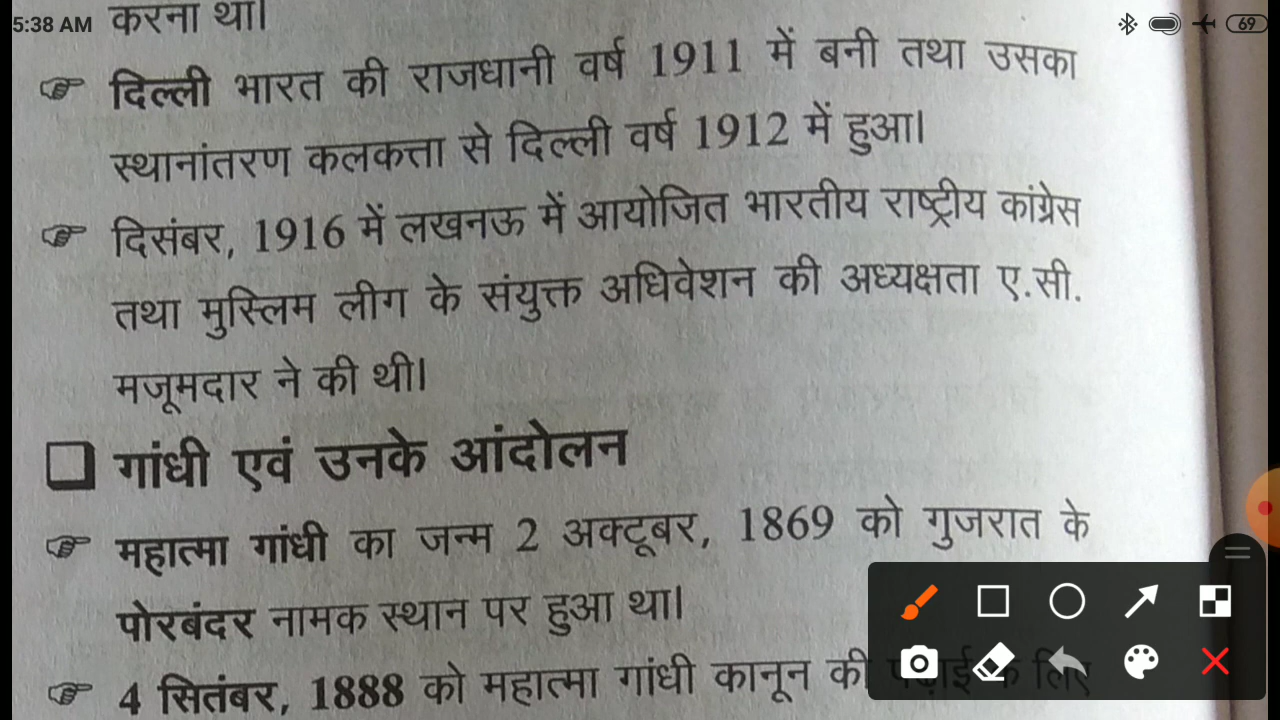 5:38 AM
69
करना था।
दिल्ली भारत की राजधानी वर्ष 1911 में बनी तथा उसका
स्थानांतरण कलकत्ता से दिल्ली वर्ष 1912 में हुआ।
दिसंबर, 1916 में लखनऊ में आयोजित भारतीय राष्ट्रीय कांग्रेस
तथा मुस्लिम लीग के संयुक्त अधिवेशन की अध्यक्षता ए.सी.
मजूमदार ने की थी।
गांधी एवं उनके आंदोलन
महात्मा गांधी का जन्म 2 अक्टूबर, 1869 को गुजरात के
पोरबंदर नामक स्थान पर हुआ था।
4 सितंबर, 1888 को महात्मा गांधी कानून की पढ़ाई के लिए